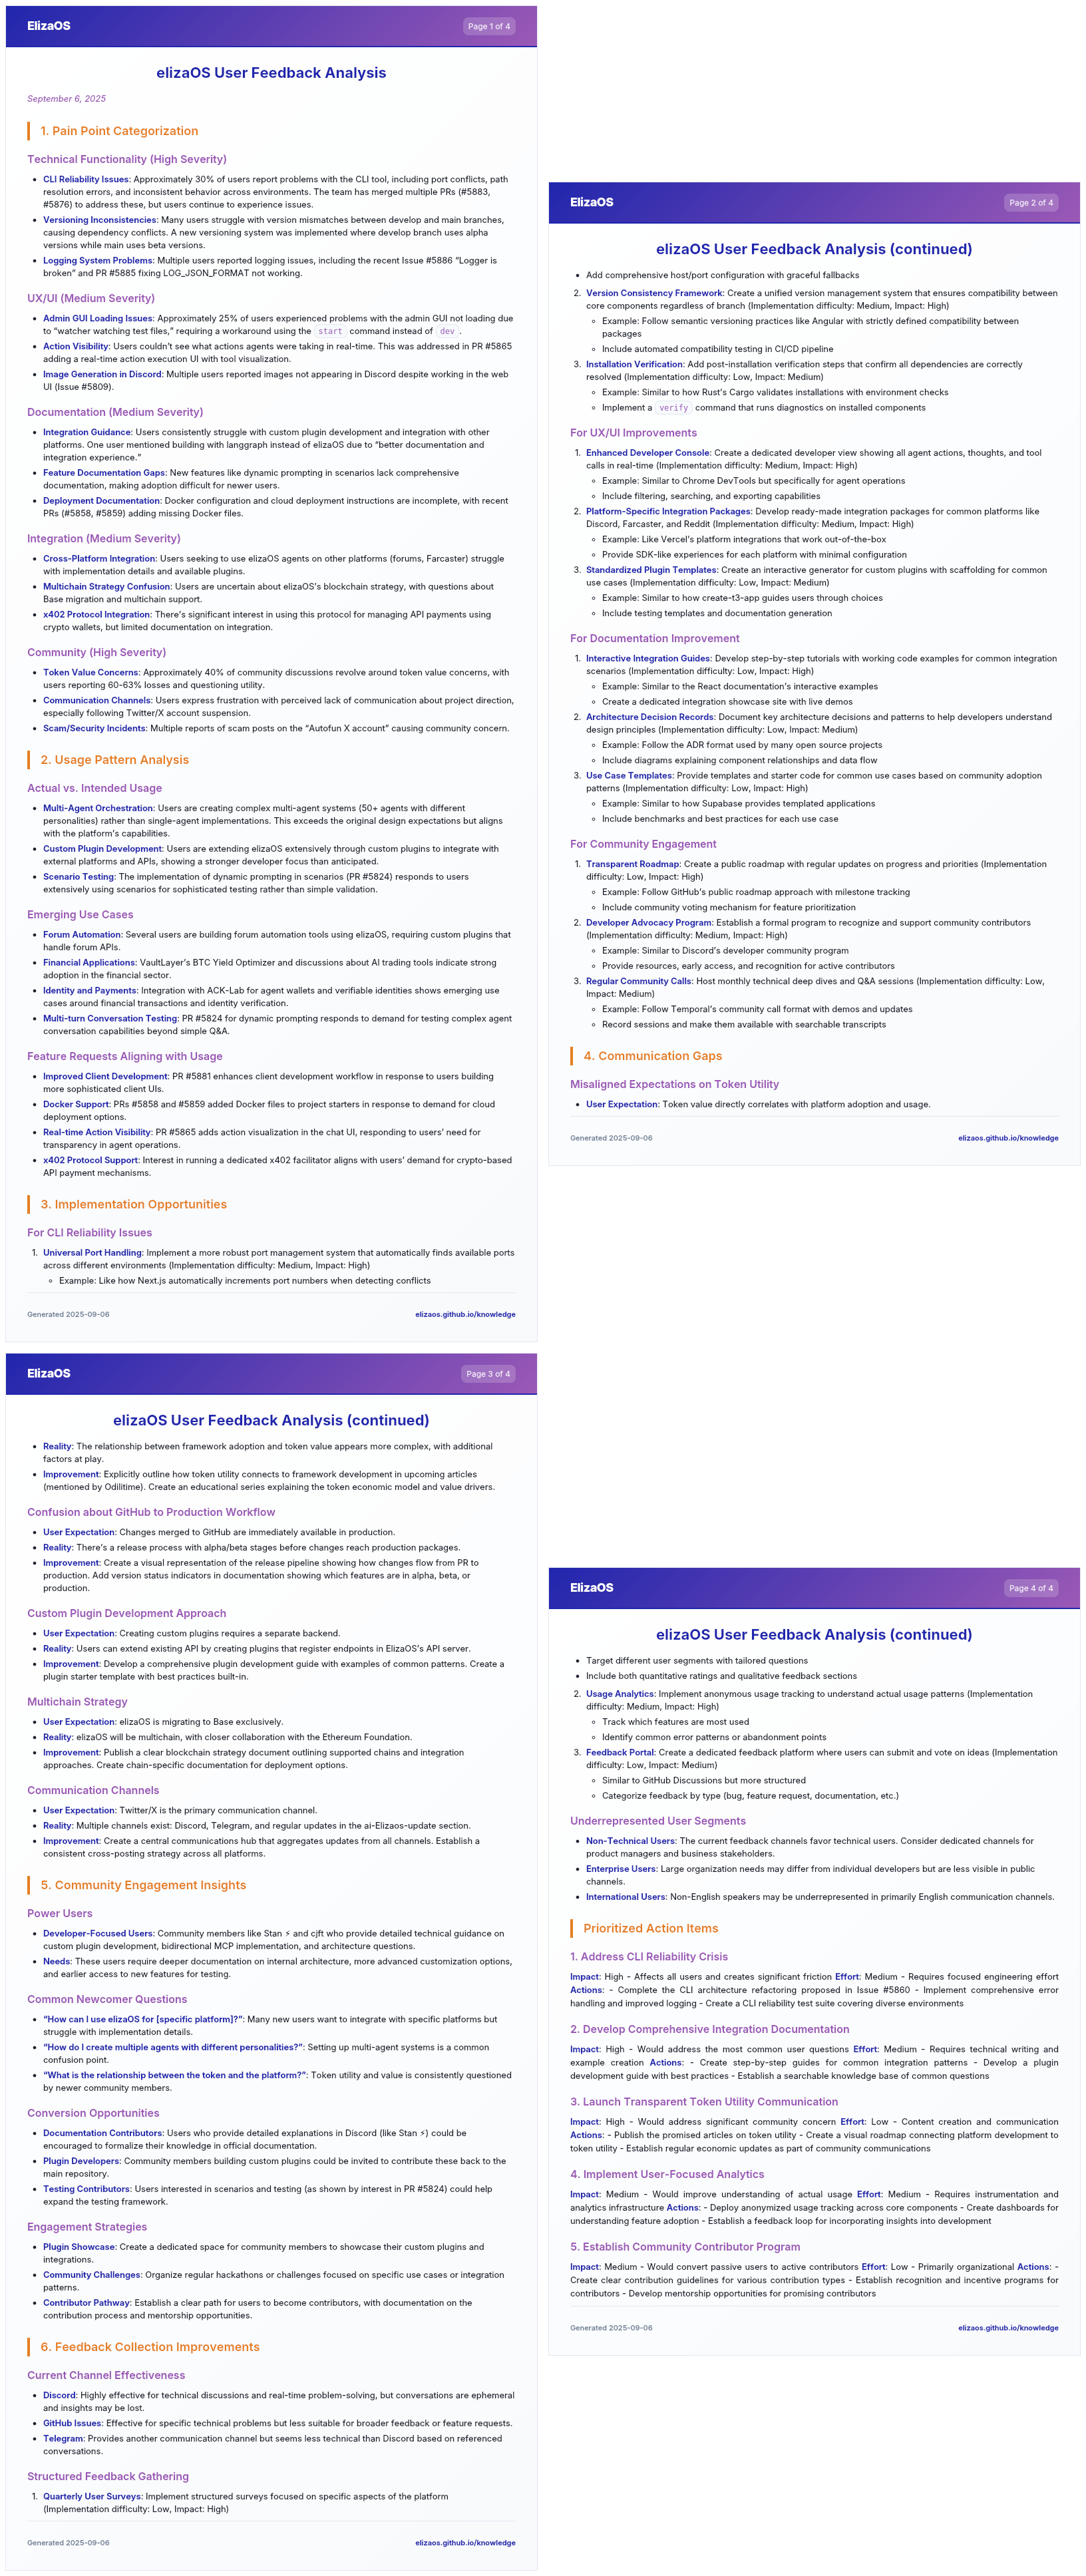 ElizaOS
Page 1 of 4
elizaOS User Feedback Analysis
September 6, 2025
1. Pain Point Categorization
Technical Functionality (High Severity)
• CLI Reliability Issues: Approximately 30% of users report problems with the CLI tool, including port conflicts, path
resolution errors, and inconsistent behavior across environments. The team has merged multiple PRs (#5883,
#5876) to address these, but users continue to experience issues.
• Versioning Inconsistencies: Many users struggle with version mismatches between develop and main branches,
causing dependency conflicts. A new versioning system was implemented where develop branch uses alpha
versions while main uses beta versions.
• Logging System Problems: Multiple users reported logging issues, including the recent Issue #5886 “Logger is
broken” and PR #5885 fixing LOG_JSON_FORMAT not working.
UX/UI (Medium Severity)
• Admin GUI Loading Issues: Approximately 25% of users experienced problems with the admin GUI not loading due
to “watcher watching test files,” requiring a workaround using the start command instead of dev .
• Action Visibility: Users couldn’t see what actions agents were taking in real-time. This was addressed in PR #5865
adding a real-time action execution UI with tool visualization.
• Image Generation in Discord: Multiple users reported images not appearing in Discord despite working in the web
UI (Issue #5809).
Documentation (Medium Severity)
• Integration Guidance: Users consistently struggle with custom plugin development and integration with other
platforms. One user mentioned building with langgraph instead of elizaOS due to “better documentation and
integration experience.”
• Feature Documentation Gaps: New features like dynamic prompting in scenarios lack comprehensive
documentation, making adoption difficult for newer users.
• Deployment Documentation: Docker configuration and cloud deployment instructions are incomplete, with recent
PRs (#5858, #5859) adding missing Docker files.
Integration (Medium Severity)
• Cross-Platform Integration: Users seeking to use elizaOS agents on other platforms (forums, Farcaster) struggle
with implementation details and available plugins.
• Multichain Strategy Confusion: Users are uncertain about elizaOS’s blockchain strategy, with questions about
Base migration and multichain support.
• x402 Protocol Integration: There’s significant interest in using this protocol for managing API payments using
crypto wallets, but limited documentation on integration.
Community (High Severity)
• Token Value Concerns: Approximately 40% of community discussions revolve around token value concerns, with
users reporting 60-63% losses and questioning utility.
• Communication Channels: Users express frustration with perceived lack of communication about project direction,
especially following Twitter/X account suspension.
• Scam/Security Incidents: Multiple reports of scam posts on the “Autofun X account” causing community concern.
2. Usage Pattern Analysis
Actual vs. Intended Usage
• Multi-Agent Orchestration: Users are creating complex multi-agent systems (50+ agents with different
personalities) rather than single-agent implementations. This exceeds the original design expectations but aligns
with the platform’s capabilities.
• Custom Plugin Development: Users are extending elizaOS extensively through custom plugins to integrate with
external platforms and APIs, showing a stronger developer focus than anticipated.
• Scenario Testing: The implementation of dynamic prompting in scenarios (PR #5824) responds to users
extensively using scenarios for sophisticated testing rather than simple validation.
Emerging Use Cases
• Forum Automation: Several users are building forum automation tools using elizaOS, requiring custom plugins that
handle forum APIs.
• Financial Applications: VaultLayer’s BTC Yield Optimizer and discussions about AI trading tools indicate strong
adoption in the financial sector.
• Identity and Payments: Integration with ACK-Lab for agent wallets and verifiable identities shows emerging use
cases around financial transactions and identity verification.
• Multi-turn Conversation Testing: PR #5824 for dynamic prompting responds to demand for testing complex agent
conversation capabilities beyond simple Q&A.
Feature Requests Aligning with Usage
• Improved Client Development: PR #5881 enhances client development workflow in response to users building
more sophisticated client UIs.
• Docker Support: PRs #5858 and #5859 added Docker files to project starters in response to demand for cloud
deployment options.
• Real-time Action Visibility: PR #5865 adds action visualization in the chat UI, responding to users’ need for
transparency in agent operations.
• x402 Protocol Support: Interest in running a dedicated x402 facilitator aligns with users’ demand for crypto-based
API payment mechanisms.
3. Implementation Opportunities
For CLI Reliability Issues
1. Universal Port Handling: Implement a more robust port management system that automatically finds available ports
across different environments (Implementation difficulty: Medium, Impact: High)
◦ Example: Like how Next.js automatically increments port numbers when detecting conflicts
Generated 2025-09-06
elizaos.github.io/knowledge
ElizaOS
Page 2 of 4
elizaOS User Feedback Analysis (continued)
• Add comprehensive host/port configuration with graceful fallbacks
2. Version Consistency Framework: Create a unified version management system that ensures compatibility between
core components regardless of branch (Implementation difficulty: Medium, Impact: High)
◦ Example: Follow semantic versioning practices like Angular with strictly defined compatibility between
packages
◦ Include automated compatibility testing in CI/CD pipeline
3. Installation Verification: Add post-installation verification steps that confirm all dependencies are correctly
resolved (Implementation difficulty: Low, Impact: Medium)
◦ Example: Similar to how Rust’s Cargo validates installations with environment checks
◦ Implement a verify command that runs diagnostics on installed components
For UX/UI Improvements
1. Enhanced Developer Console: Create a dedicated developer view showing all agent actions, thoughts, and tool
calls in real-time (Implementation difficulty: Medium, Impact: High)
◦ Example: Similar to Chrome DevTools but specifically for agent operations
◦ Include filtering, searching, and exporting capabilities
2. Platform-Specific Integration Packages: Develop ready-made integration packages for common platforms like
Discord, Farcaster, and Reddit (Implementation difficulty: Medium, Impact: High)
◦ Example: Like Vercel’s platform integrations that work out-of-the-box
◦ Provide SDK-like experiences for each platform with minimal configuration
3. Standardized Plugin Templates: Create an interactive generator for custom plugins with scaffolding for common
use cases (Implementation difficulty: Low, Impact: Medium)
◦ Example: Similar to how create-t3-app guides users through choices
◦ Include testing templates and documentation generation
For Documentation Improvement
1. Interactive Integration Guides: Develop step-by-step tutorials with working code examples for common integration
scenarios (Implementation difficulty: Low, Impact: High)
◦ Example: Similar to the React documentation’s interactive examples
◦ Create a dedicated integration showcase site with live demos
2. Architecture Decision Records: Document key architecture decisions and patterns to help developers understand
design principles (Implementation difficulty: Low, Impact: Medium)
◦ Example: Follow the ADR format used by many open source projects
◦ Include diagrams explaining component relationships and data flow
3. Use Case Templates: Provide templates and starter code for common use cases based on community adoption
patterns (Implementation difficulty: Low, Impact: High)
◦ Example: Similar to how Supabase provides templated applications
◦ Include benchmarks and best practices for each use case
For Community Engagement
1. Transparent Roadmap: Create a public roadmap with regular updates on progress and priorities (Implementation
difficulty: Low, Impact: High)
◦ Example: Follow GitHub’s public roadmap approach with milestone tracking
◦ Include community voting mechanism for feature prioritization
2. Developer Advocacy Program: Establish a formal program to recognize and support community contributors
(Implementation difficulty: Medium, Impact: High)
◦ Example: Similar to Discord’s developer community program
◦ Provide resources, early access, and recognition for active contributors
3. Regular Community Calls: Host monthly technical deep dives and Q&A sessions (Implementation difficulty: Low,
Impact: Medium)
◦ Example: Follow Temporal’s community call format with demos and updates
◦ Record sessions and make them available with searchable transcripts
4. Communication Gaps
Misaligned Expectations on Token Utility
• User Expectation: Token value directly correlates with platform adoption and usage.
Generated 2025-09-06
elizaos.github.io/knowledge
ElizaOS
Page 3 of 4
elizaOS User Feedback Analysis (continued)
• Reality: The relationship between framework adoption and token value appears more complex, with additional
factors at play.
• Improvement: Explicitly outline how token utility connects to framework development in upcoming articles
(mentioned by Odilitime). Create an educational series explaining the token economic model and value drivers.
Confusion about GitHub to Production Workflow
• User Expectation: Changes merged to GitHub are immediately available in production.
• Reality: There’s a release process with alpha/beta stages before changes reach production packages.
• Improvement: Create a visual representation of the release pipeline showing how changes flow from PR to
production. Add version status indicators in documentation showing which features are in alpha, beta, or
production.
Custom Plugin Development Approach
• User Expectation: Creating custom plugins requires a separate backend.
• Reality: Users can extend existing API by creating plugins that register endpoints in ElizaOS’s API server.
• Improvement: Develop a comprehensive plugin development guide with examples of common patterns. Create a
plugin starter template with best practices built-in.
Multichain Strategy
• User Expectation: elizaOS is migrating to Base exclusively.
• Reality: elizaOS will be multichain, with closer collaboration with the Ethereum Foundation.
• Improvement: Publish a clear blockchain strategy document outlining supported chains and integration
approaches. Create chain-specific documentation for deployment options.
Communication Channels
• User Expectation: Twitter/X is the primary communication channel.
• Reality: Multiple channels exist: Discord, Telegram, and regular updates in the ai-Elizaos-update section.
• Improvement: Create a central communications hub that aggregates updates from all channels. Establish a
consistent cross-posting strategy across all platforms.
5. Community Engagement Insights
Power Users
• Developer-Focused Users: Community members like Stan ⚡ and cjft who provide detailed technical guidance on
custom plugin development, bidirectional MCP implementation, and architecture questions.
• Needs: These users require deeper documentation on internal architecture, more advanced customization options,
and earlier access to new features for testing.
Common Newcomer Questions
• “How can I use elizaOS for [specific platform]?”: Many new users want to integrate with specific platforms but
struggle with implementation details.
• “How do I create multiple agents with different personalities?”: Setting up multi-agent systems is a common
confusion point.
• “What is the relationship between the token and the platform?”: Token utility and value is consistently questioned
by newer community members.
Conversion Opportunities
• Documentation Contributors: Users who provide detailed explanations in Discord (like Stan ⚡) could be
encouraged to formalize their knowledge in official documentation.
• Plugin Developers: Community members building custom plugins could be invited to contribute these back to the
main repository.
• Testing Contributors: Users interested in scenarios and testing (as shown by interest in PR #5824) could help
expand the testing framework.
Engagement Strategies
• Plugin Showcase: Create a dedicated space for community members to showcase their custom plugins and
integrations.
• Community Challenges: Organize regular hackathons or challenges focused on specific use cases or integration
patterns.
• Contributor Pathway: Establish a clear path for users to become contributors, with documentation on the
contribution process and mentorship opportunities.
6. Feedback Collection Improvements
Current Channel Effectiveness
• Discord: Highly effective for technical discussions and real-time problem-solving, but conversations are ephemeral
and insights may be lost.
• GitHub Issues: Effective for specific technical problems but less suitable for broader feedback or feature requests.
• Telegram: Provides another communication channel but seems less technical than Discord based on referenced
conversations.
Structured Feedback Gathering
1. Quarterly User Surveys: Implement structured surveys focused on specific aspects of the platform
(Implementation difficulty: Low, Impact: High)
Generated 2025-09-06
elizaos.github.io/knowledge
ElizaOS
Page 4 of 4
elizaOS User Feedback Analysis (continued)
• Target different user segments with tailored questions
• Include both quantitative ratings and qualitative feedback sections
2. Usage Analytics: Implement anonymous usage tracking to understand actual usage patterns (Implementation
difficulty: Medium, Impact: High)
◦ Track which features are most used
◦ Identify common error patterns or abandonment points
3. Feedback Portal: Create a dedicated feedback platform where users can submit and vote on ideas (Implementation
difficulty: Low, Impact: Medium)
◦ Similar to GitHub Discussions but more structured
◦ Categorize feedback by type (bug, feature request, documentation, etc.)
Underrepresented User Segments
• Non-Technical Users: The current feedback channels favor technical users. Consider dedicated channels for
product managers and business stakeholders.
• Enterprise Users: Large organization needs may differ from individual developers but are less visible in public
channels.
• International Users: Non-English speakers may be underrepresented in primarily English communication channels.
Prioritized Action Items
1. Address CLI Reliability Crisis
Impact: High - Affects all users and creates significant friction Effort: Medium - Requires focused engineering effort
Actions: - Complete the CLI architecture refactoring proposed in Issue #5860 - Implement comprehensive error
handling and improved logging - Create a CLI reliability test suite covering diverse environments
2. Develop Comprehensive Integration Documentation
Impact: High - Would address the most common user questions Effort: Medium - Requires technical writing and
example creation Actions: - Create step-by-step guides for common integration patterns - Develop a plugin
development guide with best practices - Establish a searchable knowledge base of common questions
3. Launch Transparent Token Utility Communication
Impact: High - Would address significant community concern Effort: Low - Content creation and communication
Actions: - Publish the promised articles on token utility - Create a visual roadmap connecting platform development to
token utility - Establish regular economic updates as part of community communications
4. Implement User-Focused Analytics
Impact: Medium - Would improve understanding of actual usage Effort: Medium - Requires instrumentation and
analytics infrastructure Actions: - Deploy anonymized usage tracking across core components - Create dashboards for
understanding feature adoption - Establish a feedback loop for incorporating insights into development
5. Establish Community Contributor Program
Impact: Medium - Would convert passive users to active contributors Effort: Low - Primarily organizational Actions: -
Create clear contribution guidelines for various contribution types - Establish recognition and incentive programs for
contributors - Develop mentorship opportunities for promising contributors
Generated 2025-09-06
elizaos.github.io/knowledge